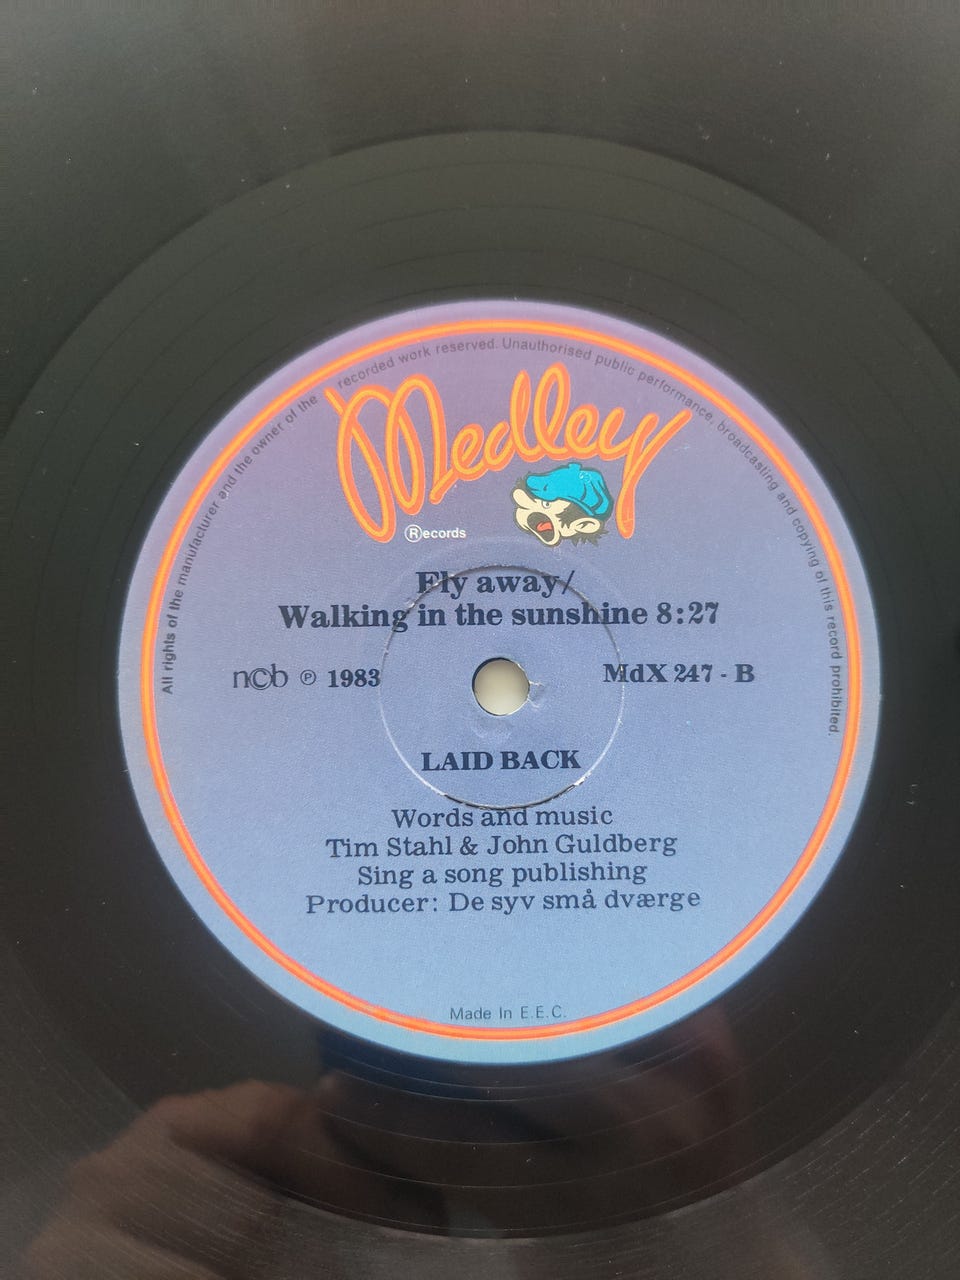 All rights of the manufacturer and the owner of the recorded work reserved. Unauthorised public performance, broadcasting and copying of this record prohibited.
Medley
®ecords
Fly away/
Walking in the sunshine 8:27
n©b ℗ 1983
MdX 247 - B
LAID BACK
Words and music
Tim Stahl & John Guldberg
Sing a song publishing
Producer: De syv små dværge
Made In E.E.C.